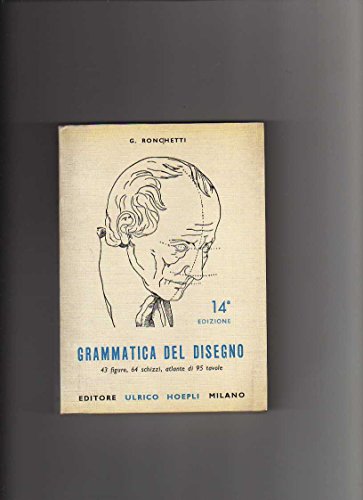 G. RONCHETTI
14ª
EDIZIONE
GRAMMATICA DEL DISEGNO
43 figure, 64 schizzi, atlante di 95 tavole
EDITORE ULRICO HOEPLI MILANO